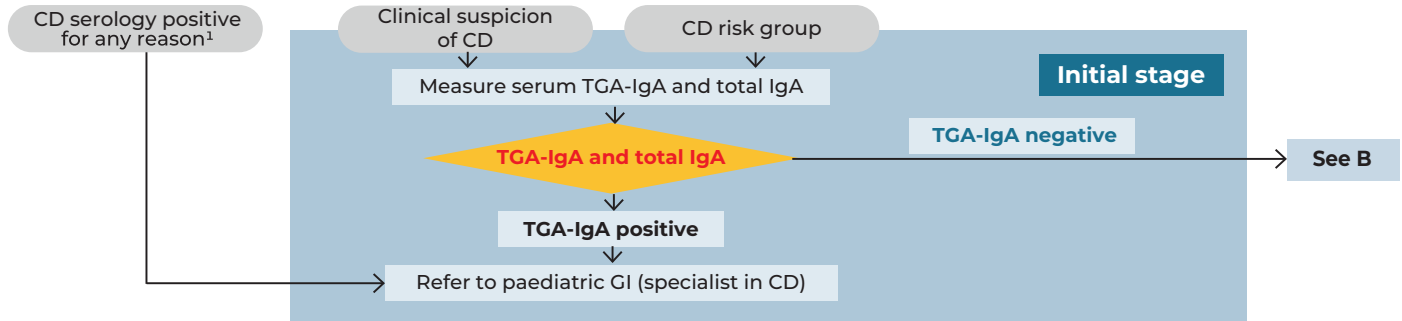 CD serology positive
for any reason¹
Clinical suspicion
of CD
CD risk group
Initial stage
Measure serum TGA-IgA and total IgA
TGA-IgA negative
TGA-IgA and total IgA
See B
TGA-IgA positive
Refer to paediatric GI (specialist in CD)